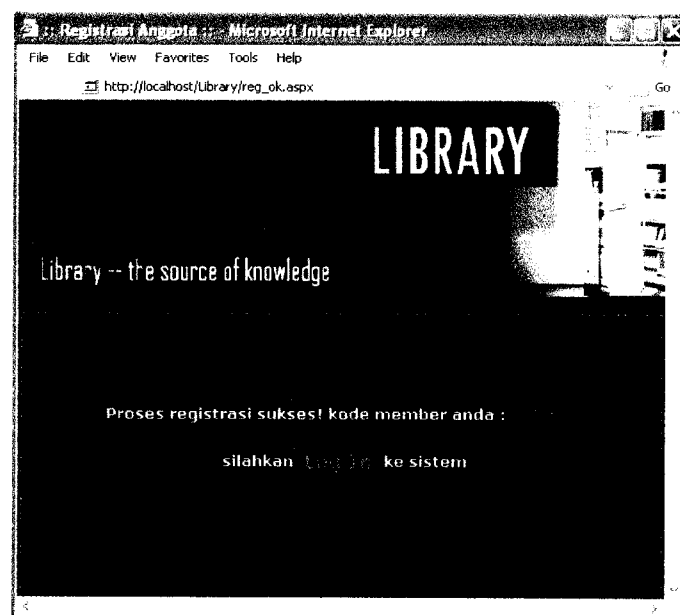 :: Registrasi Anggota :: - Microsoft Internet Explorer
File Edit View Favorites Tools Help
http://localhost/Library/reg_ok.aspx Go
LIBRARY
Library -- the source of knowledge
Proses registrasi sukses! kode member anda :
silahkan Login ke sistem